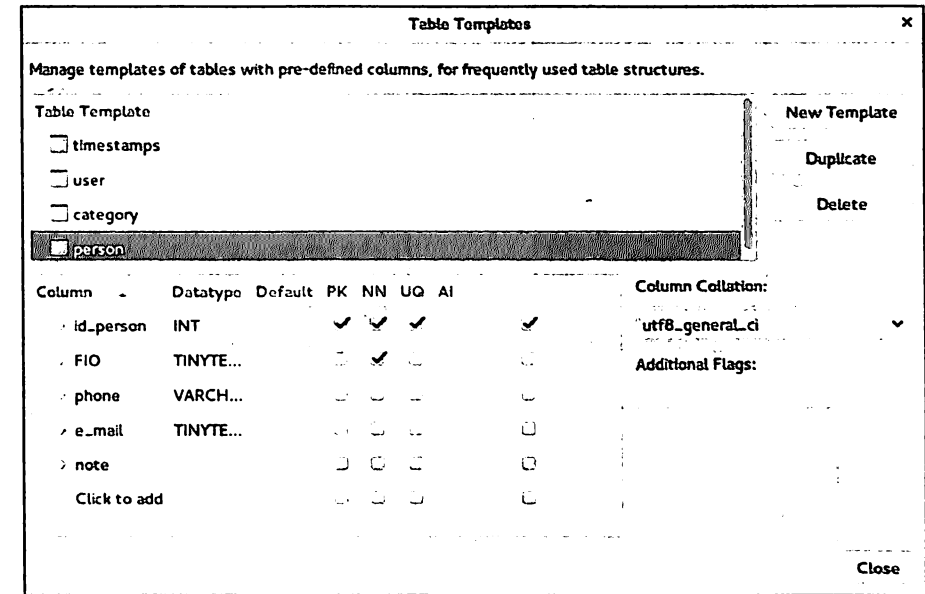 Table Templates
Manage templates of tables with pre-defined columns, for frequently used table structures.
Table Template
timestamps
user
category
person
New Template
Duplicate
Delete
Column Datatype Default PK NN UQ AI
id_person INT
FIO TINYTE...
phone VARCH...
e_mail TINYTE...
note
Click to add
Column Collation:
utf8_general_ci
Additional Flags:
Close